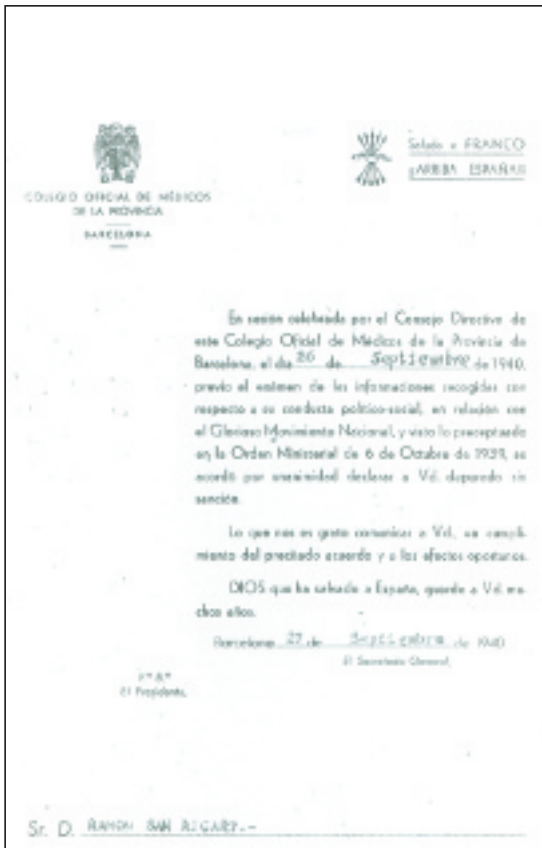 COLEGIO OFICIAL DE MÉDICOS
DE LA PROVINCIA
BARCELONA
Saludo a FRANCO
¡ARRIBA ESPAÑA!
En sesión celebrada por el Consejo Directivo de
este Colegio Oficial de Médicos de la Provincia de
Barcelona, el día 26 de Septiembre de 1940,
previo el exámen de las informaciones recogidas con
respecto a su conducta político-social, en relación con
el Glorioso Movimiento Nacional, y visto lo preceptuado
en la Orden Ministerial de 6 de Octubre de 1939, se
acordó por unanimidad declarar a Vd. depurado sin
sanción.
Lo que nos es grato comunicar a Vd., en cumpli-
miento del precitado acuerdo y a los efectos oportunos.
DIOS que ha salvado a España, guarde a Vd. mu-
chos años.
Barcelona 27 de Septiembre de 1940
El Secretario General,
V.º B.º
El Presidente,
Sr. D. RAMON SAN RICART.-